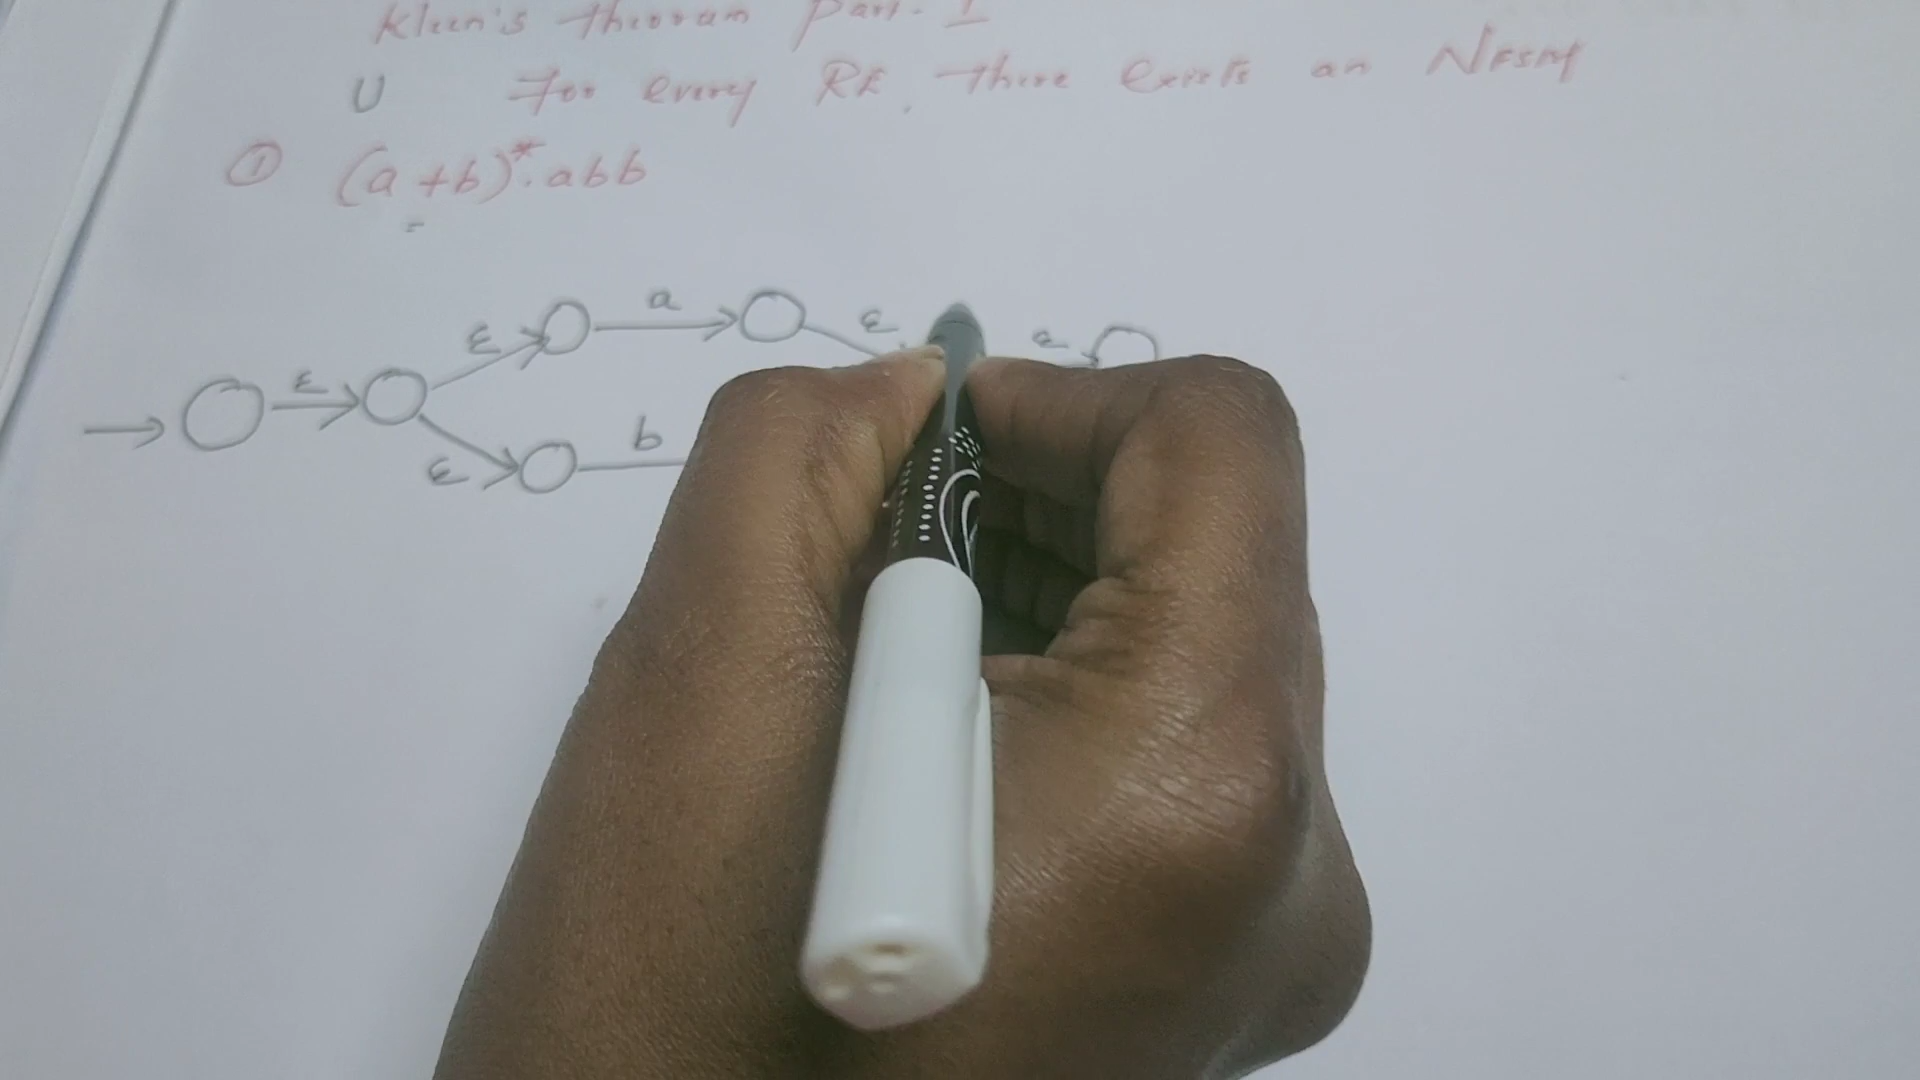 Kleen's theoram Part. I
U For every RE, there exists an NFSM
① (a+b)*.abb
=
ε a ε ε
ε
ε b